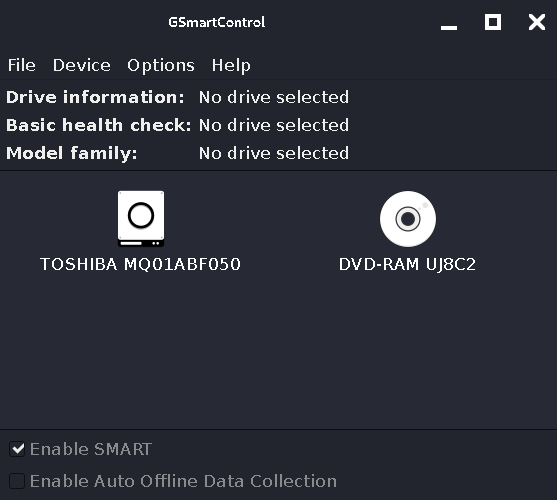 GSmartControl
File Device Options Help
Drive information: No drive selected
Basic health check: No drive selected
Model family: No drive selected
TOSHIBA MQ01ABF050 DVD-RAM UJ8C2
Enable SMART
Enable Auto Offline Data Collection